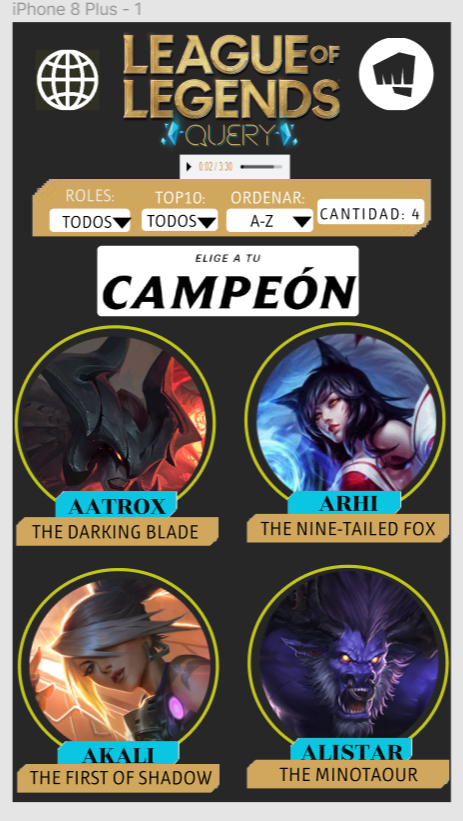 iPhone 8 Plus - 1
LEAGUE OF
LEGENDS
QUERY
0:02 / 3:30
ROLES: TOP10: ORDENAR:
TODOS TODOS A-Z CANTIDAD: 4
ELIGE A TU
CAMPEÓN
AATROX ARHI
THE DARKING BLADE THE NINE-TAILED FOX
AKALI ALISTAR
THE FIRST OF SHADOW THE MINOTAOUR